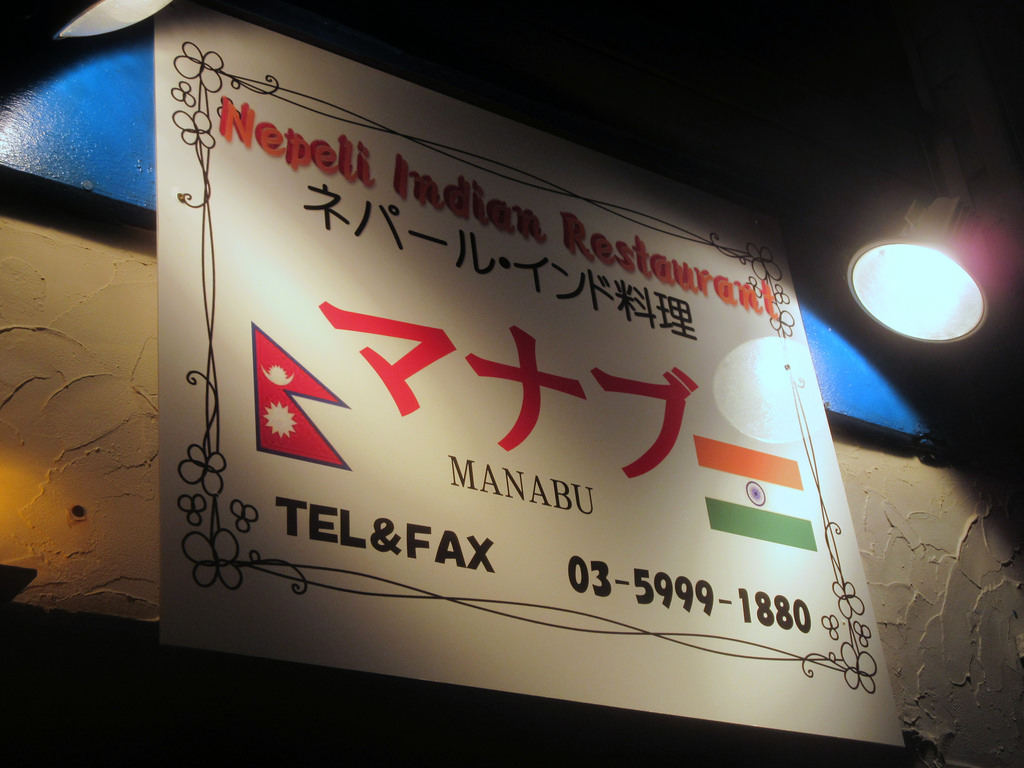 Nepeli Indian Restaurant
ネパール・インド料理
マナブ
MANABU
TEL&FAX 03-5999-1880